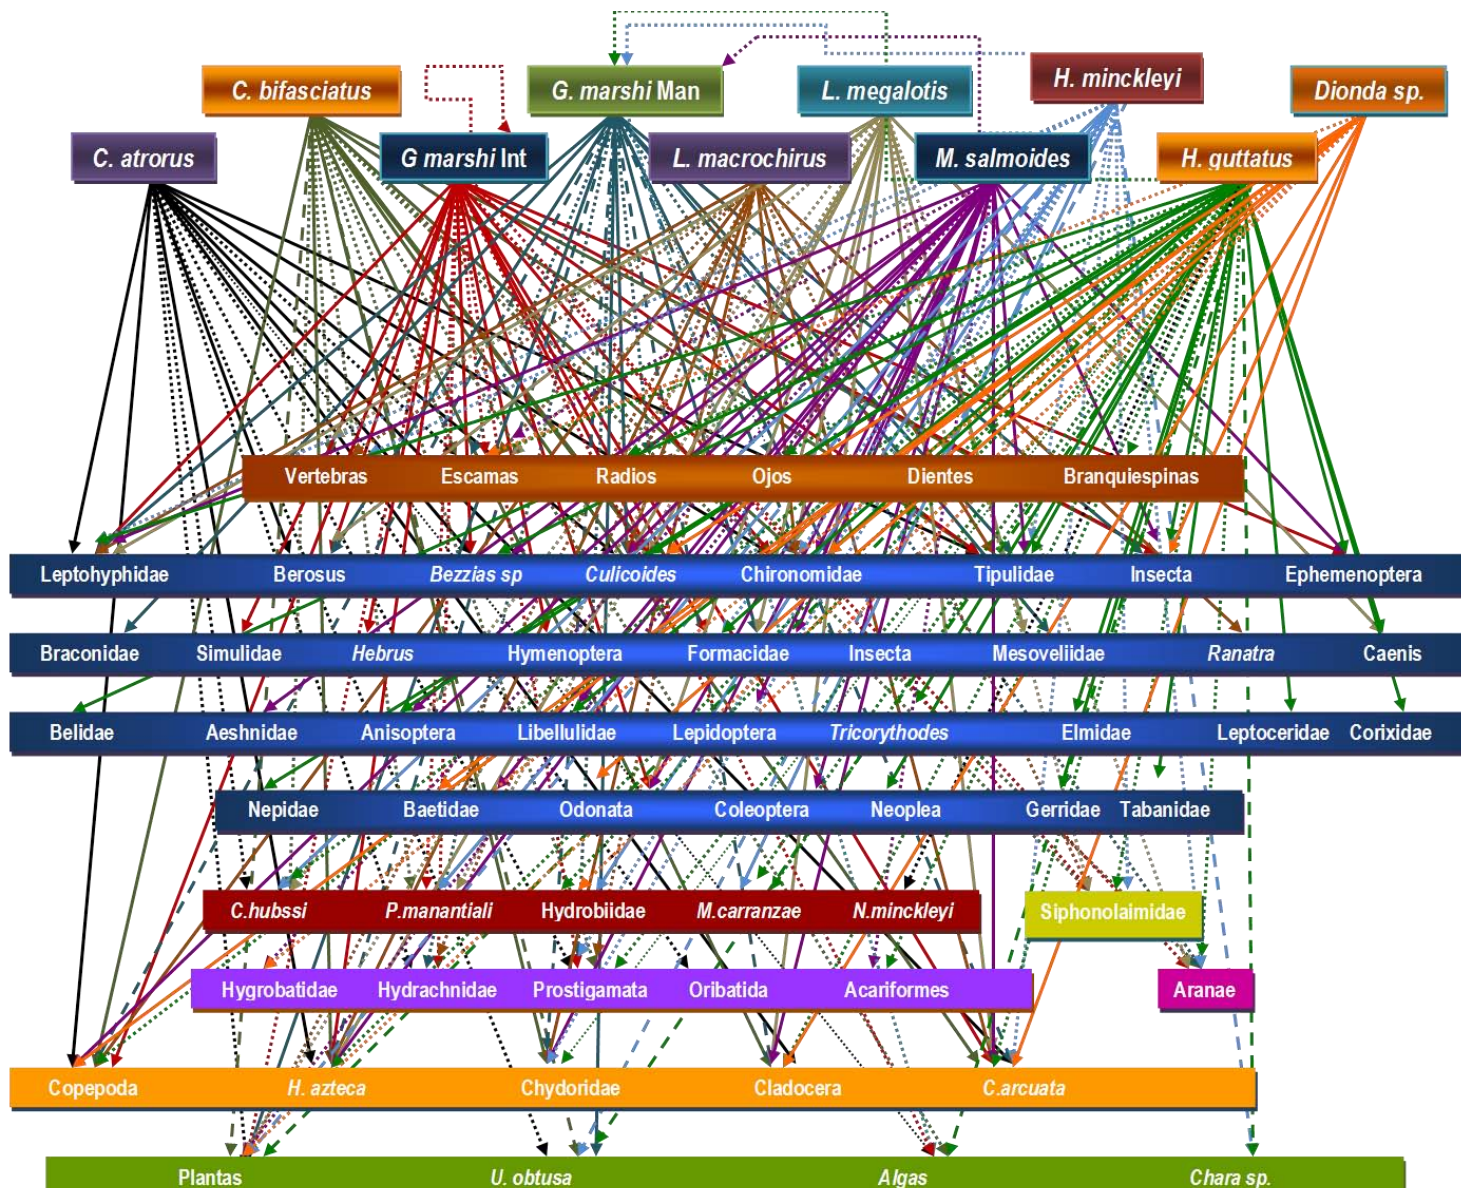 C. bifasciatus G. marshi Man L. megalotis H. minckleyi Dionda sp.
C. atrorus G marshi Int L. macrochirus M. salmoides H. guttatus
Vertebras Escamas Radios Ojos Dientes Branquiespinas
Leptohyphidae Berosus Bezzias sp Culicoides Chironomidae Tipulidae Insecta Ephemenoptera
Braconidae Simulidae Hebrus Hymenoptera Formacidae Insecta Mesoveliidae Ranatra Caenis
Belidae Aeshnidae Anisoptera Libellulidae Lepidoptera Tricorythodes Elmidae Leptoceridae Corixidae
Nepidae Baetidae Odonata Coleoptera Neoplea Gerridae Tabanidae
C.hubssi P.manantiali Hydrobiidae M.carranzae N.minckleyi Siphonolaimidae
Hygrobatidae Hydrachnidae Prostigamata Oribatida Acariformes Aranae
Copepoda H. azteca Chydoridae Cladocera C.arcuata
Plantas U. obtusa Algas Chara sp.